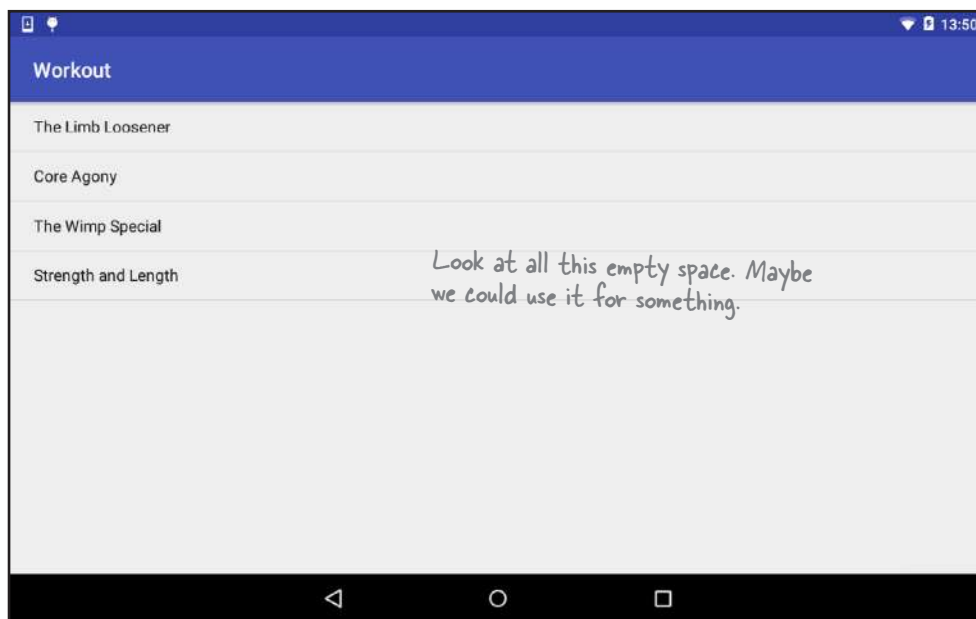 13:50
Workout
The Limb Loosener
Core Agony
The Wimp Special
Strength and Length
Look at all this empty space. Maybe
we could use it for something.